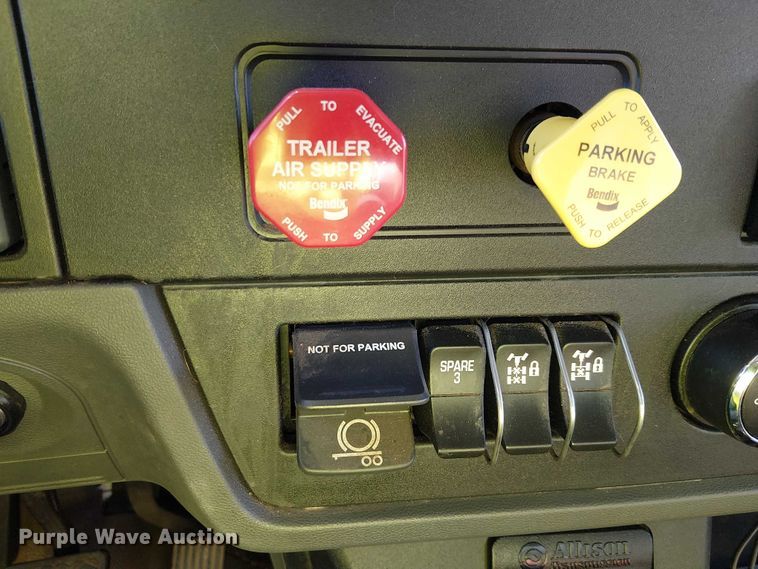 PULL TO EVACUATE
TRAILER
AIR SUPPLY
NOT FOR PARKING
Bendix
PUSH TO SUPPLY
PULL TO APPLY
PARKING
BRAKE
Bendix
PUSH TO RELEASE
NOT FOR PARKING
SPARE
3
Allison
Transmission
Purple Wave Auction